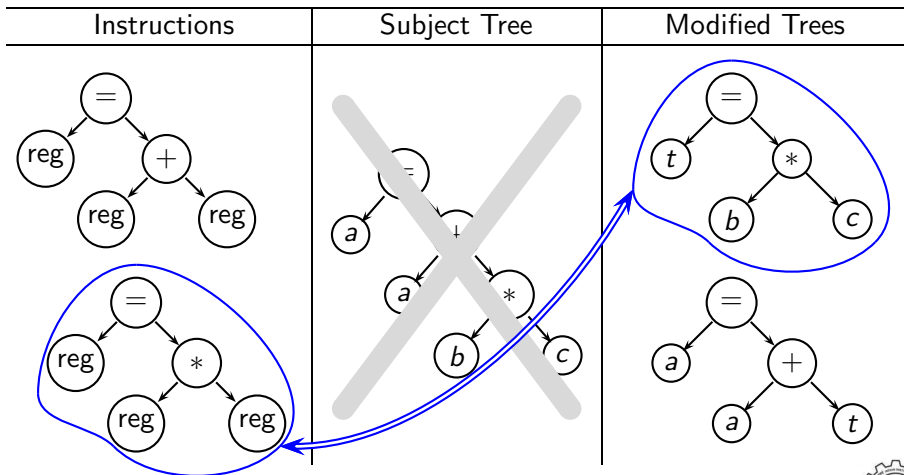 Instructions Subject Tree Modified Trees
=
reg +
reg reg
=
reg *
reg reg
=
a +
a *
b c
=
t *
b c
=
a +
a t